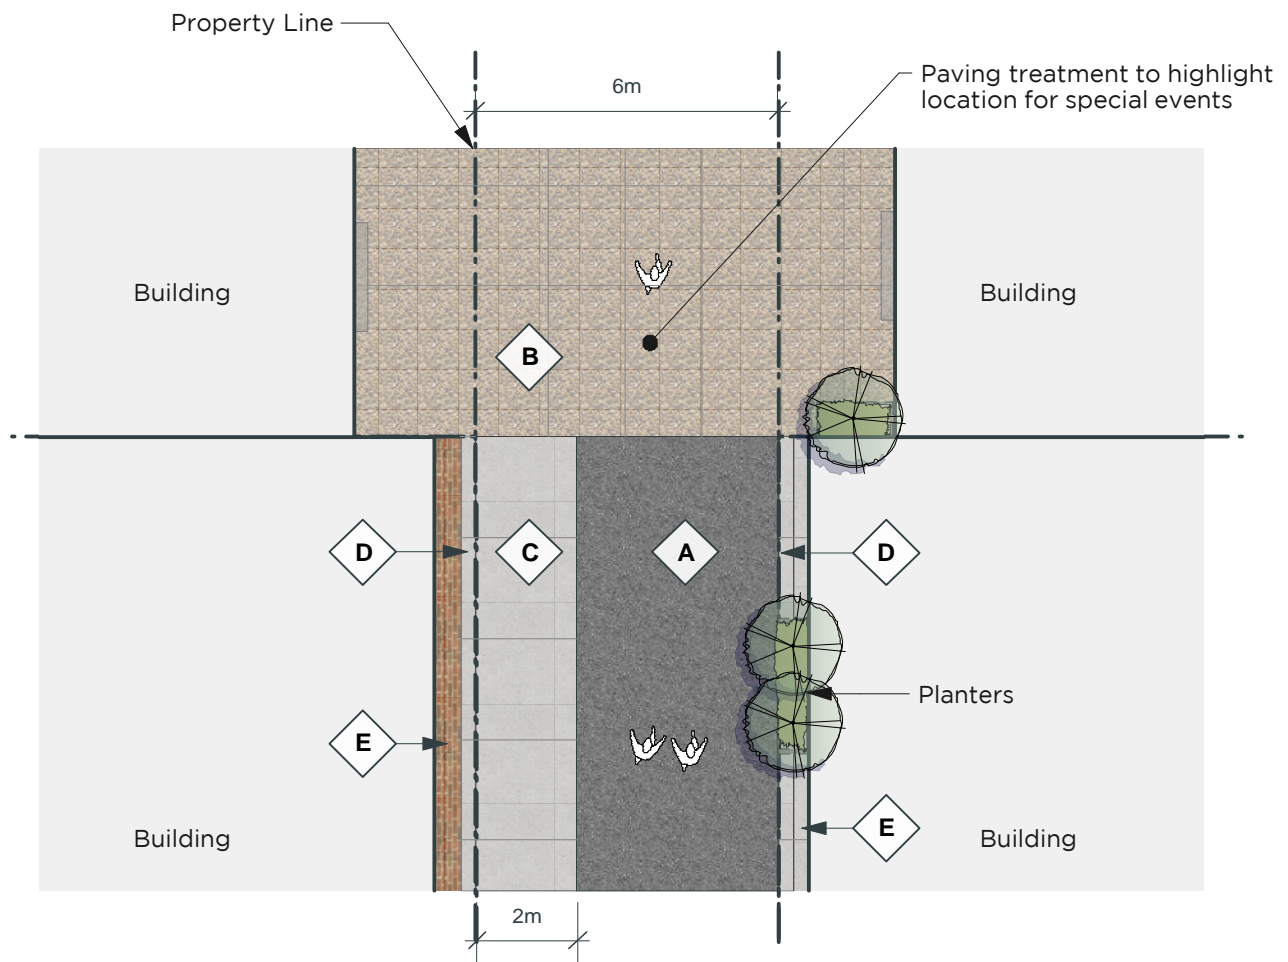 Property Line
Paving treatment to highlight
location for special events
6m
Building
Building
B
D
C
A
D
Planters
E
E
Building
Building
2m